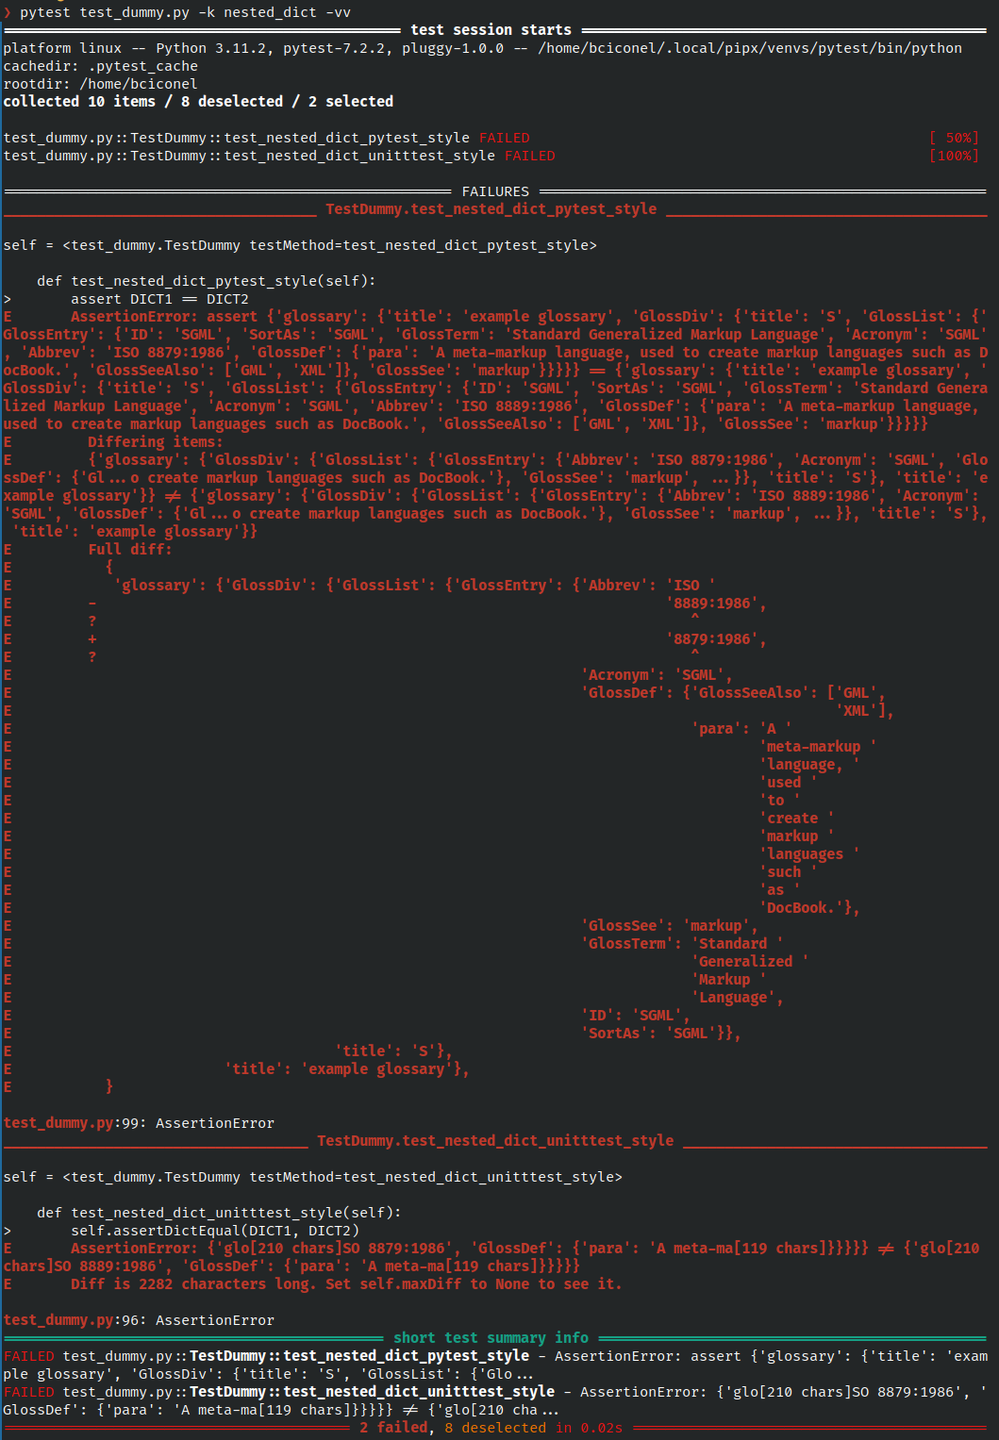 ❯ pytest test_dummy.py -k nested_dict -vv
test session starts
platform linux -- Python 3.11.2, pytest-7.2.2, pluggy-1.0.0 -- /home/bciconel/.local/pipx/venvs/pytest/bin/python
cachedir: .pytest_cache
rootdir: /home/bciconel
collected 10 items / 8 deselected / 2 selected
test_dummy.py::TestDummy::test_nested_dict_pytest_style FAILED [ 50%]
test_dummy.py::TestDummy::test_nested_dict_unitttest_style FAILED [100%]
FAILURES
TestDummy.test_nested_dict_pytest_style
self = <test_dummy.TestDummy testMethod=test_nested_dict_pytest_style>
def test_nested_dict_pytest_style(self):
> assert DICT1 == DICT2
E AssertionError: assert {'glossary': {'title': 'example glossary', 'GlossDiv': {'title': 'S', 'GlossList': {'
GlossEntry': {'ID': 'SGML', 'SortAs': 'SGML', 'GlossTerm': 'Standard Generalized Markup Language', 'Acronym': 'SGML'
, 'Abbrev': 'ISO 8879:1986', 'GlossDef': {'para': 'A meta-markup language, used to create markup languages such as D
ocBook.', 'GlossSeeAlso': ['GML', 'XML']}, 'GlossSee': 'markup'}}}}} == {'glossary': {'title': 'example glossary', '
GlossDiv': {'title': 'S', 'GlossList': {'GlossEntry': {'ID': 'SGML', 'SortAs': 'SGML', 'GlossTerm': 'Standard Genera
lized Markup Language', 'Acronym': 'SGML', 'Abbrev': 'ISO 8889:1986', 'GlossDef': {'para': 'A meta-markup language, 
used to create markup languages such as DocBook.', 'GlossSeeAlso': ['GML', 'XML']}, 'GlossSee': 'markup'}}}}}
E Differing items:
E {'glossary': {'GlossDiv': {'GlossList': {'GlossEntry': {'Abbrev': 'ISO 8879:1986', 'Acronym': 'SGML', 'Glo
ssDef': {'Gl...o create markup languages such as DocBook.'}, 'GlossSee': 'markup', ...}}, 'title': 'S'}, 'title': 'e
xample glossary'}} != {'glossary': {'GlossDiv': {'GlossList': {'GlossEntry': {'Abbrev': 'ISO 8889:1986', 'Acronym': 
'SGML', 'GlossDef': {'Gl...o create markup languages such as DocBook.'}, 'GlossSee': 'markup', ...}}, 'title': 'S'},
'title': 'example glossary'}}
E Full diff:
E {
E 'glossary': {'GlossDiv': {'GlossList': {'GlossEntry': {'Abbrev': 'ISO '
E - '8889:1986',
E ? ^
E + '8879:1986',
E ? ^
E 'Acronym': 'SGML',
E 'GlossDef': {'GlossSeeAlso': ['GML',
E 'XML'],
E 'para': 'A '
E 'meta-markup '
E 'language, '
E 'used '
E 'to '
E 'create '
E 'markup '
E 'languages '
E 'such '
E 'as '
E 'DocBook.'},
E 'GlossSee': 'markup',
E 'GlossTerm': 'Standard '
E 'Generalized '
E 'Markup '
E 'Language',
E 'ID': 'SGML',
E 'SortAs': 'SGML'}},
E 'title': 'S'},
E 'title': 'example glossary'},
E }
test_dummy.py:99: AssertionError
TestDummy.test_nested_dict_unitttest_style
self = <test_dummy.TestDummy testMethod=test_nested_dict_unitttest_style>
def test_nested_dict_unitttest_style(self):
> self.assertDictEqual(DICT1, DICT2)
E AssertionError: {'glo[210 chars]SO 8879:1986', 'GlossDef': {'para': 'A meta-ma[119 chars]}}}}}} != {'glo[210 
chars]SO 8889:1986', 'GlossDef': {'para': 'A meta-ma[119 chars]}}}}}
E Diff is 2282 characters long. Set self.maxDiff to None to see it.
test_dummy.py:96: AssertionError
short test summary info
FAILED test_dummy.py::TestDummy::test_nested_dict_pytest_style - AssertionError: assert {'glossary': {'title': 'exam
ple glossary', 'GlossDiv': {'title': 'S', 'GlossList': {'Glo...
FAILED test_dummy.py::TestDummy::test_nested_dict_unitttest_style - AssertionError: {'glo[210 chars]SO 8879:1986', '
GlossDef': {'para': 'A meta-ma[119 chars]}}}}}} != {'glo[210 cha...
2 failed, 8 deselected in 0.02s